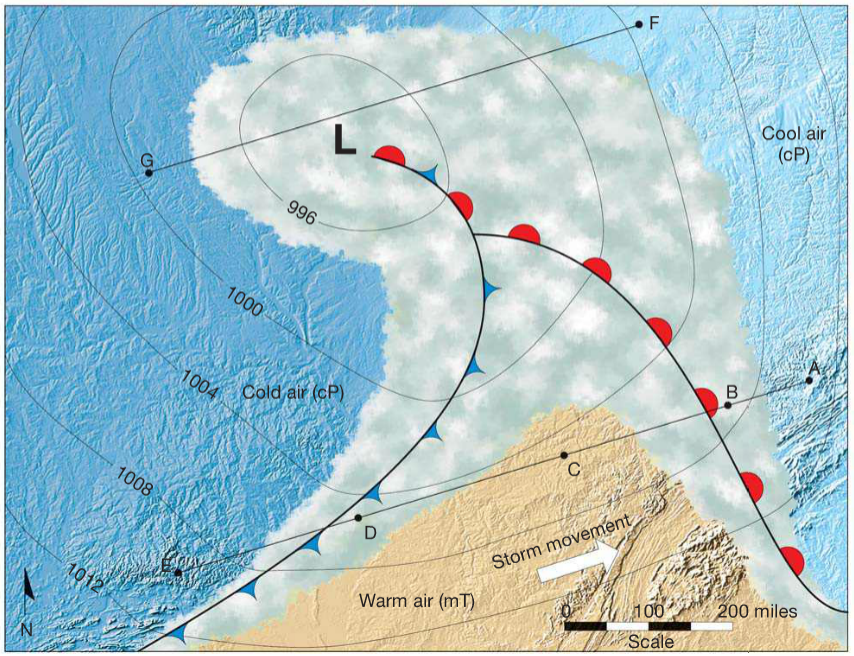 F
Cool air
(cP)
L
G
996
1000
1004
Cold air (cP)
A
B
C
1008
D
Storm movement
E
1012
Warm air (mT)
0 100 200 miles
Scale
N